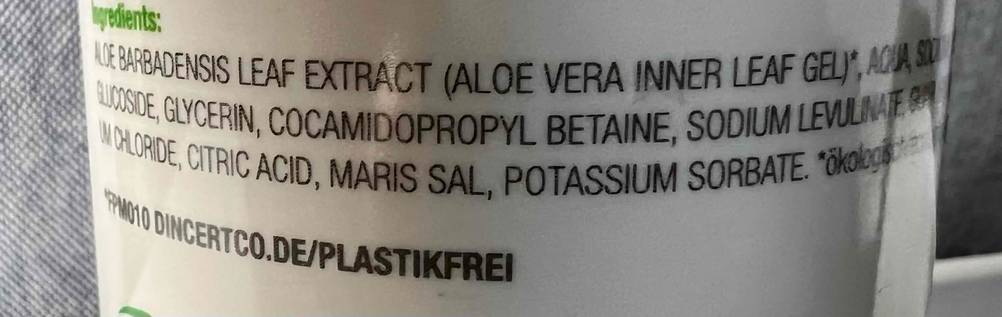 Ingredients:
ALOE BARBADENSIS LEAF EXTRACT (ALOE VERA INNER LEAF GEL)*, AQUA,
GLUCOSIDE, GLYCERIN, COCAMIDOPROPYL BETAINE, SODIUM LEVULINATE,
UM CHLORIDE, CITRIC ACID, MARIS SAL, POTASSIUM SORBATE.
*FPM010 DINCERTCO.DE/PLASTIKFREI